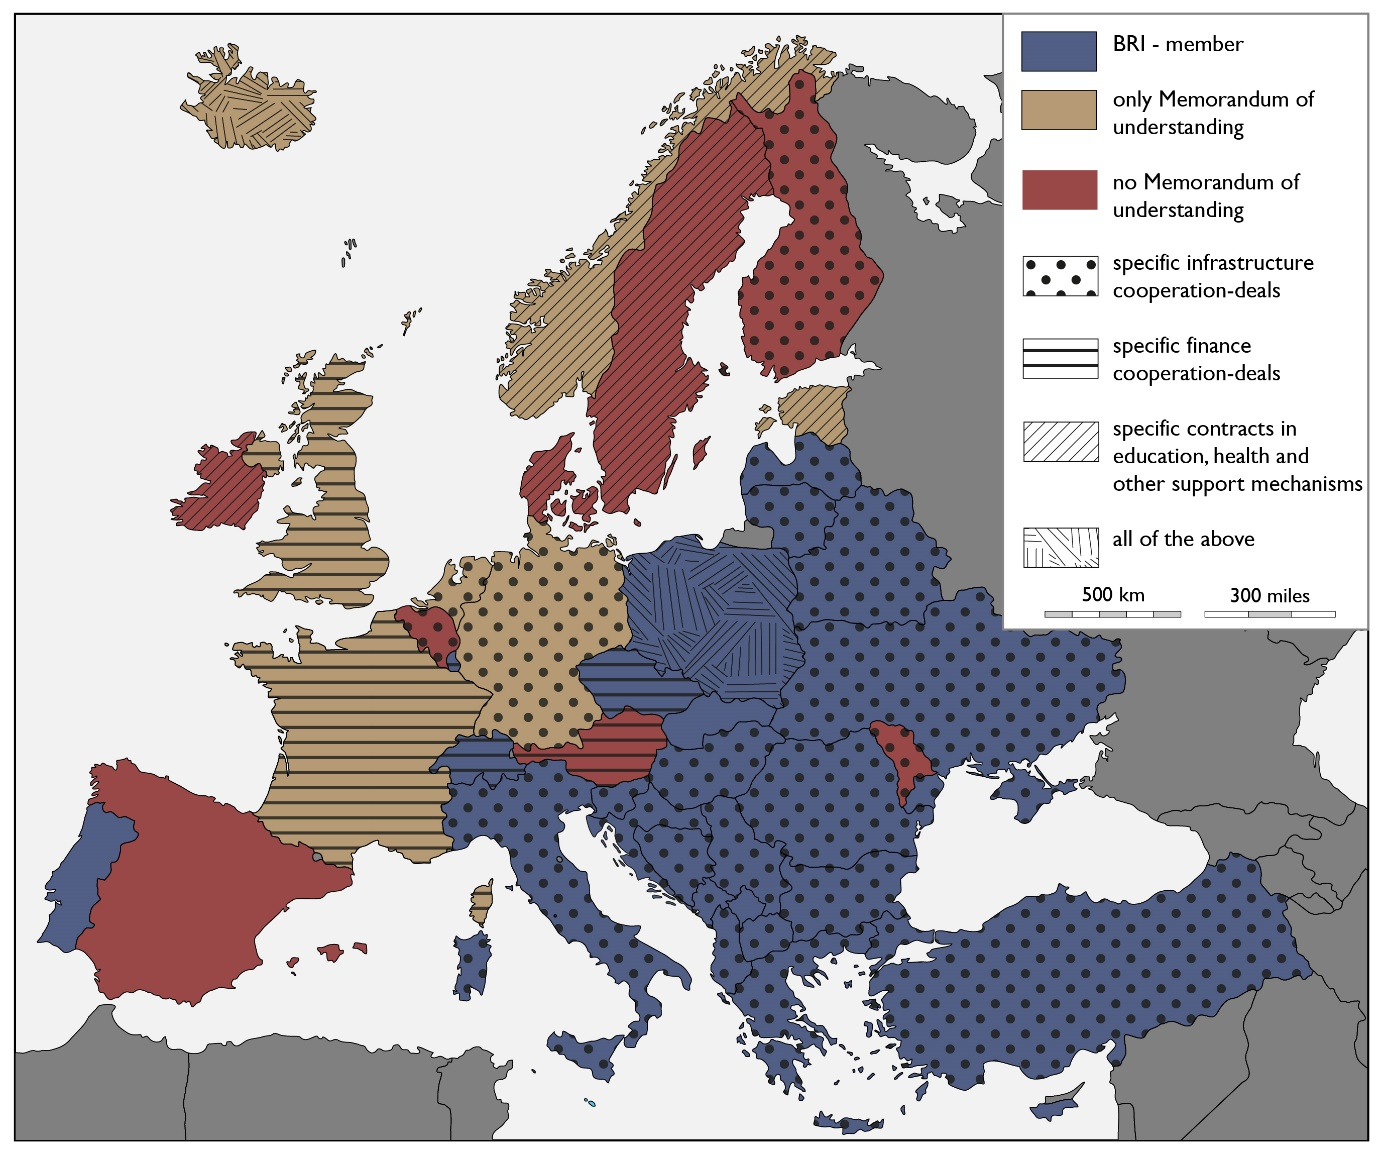 BRI - member
only Memorandum of
understanding
no Memorandum of
understanding
specific infrastructure
cooperation-deals
specific finance
cooperation-deals
specific contracts in
education, health and
other support mechanisms
all of the above
500 km
300 miles